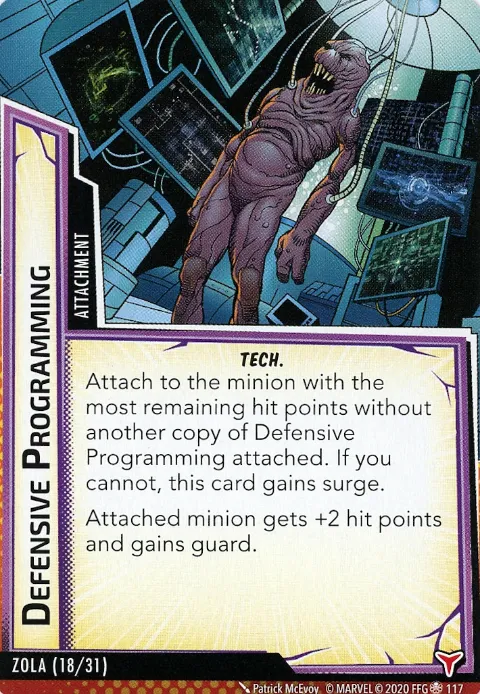 DEFENSIVE PROGRAMMING
ATTACHMENT
TECH.
Attach to the minion with the
most remaining hit points without
another copy of Defensive
Programming attached. If you
cannot, this card gains surge.
Attached minion gets +2 hit points
and gains guard.
ZOLA (18/31)
Patrick McEvoy © MARVEL © 2020 FFG 117